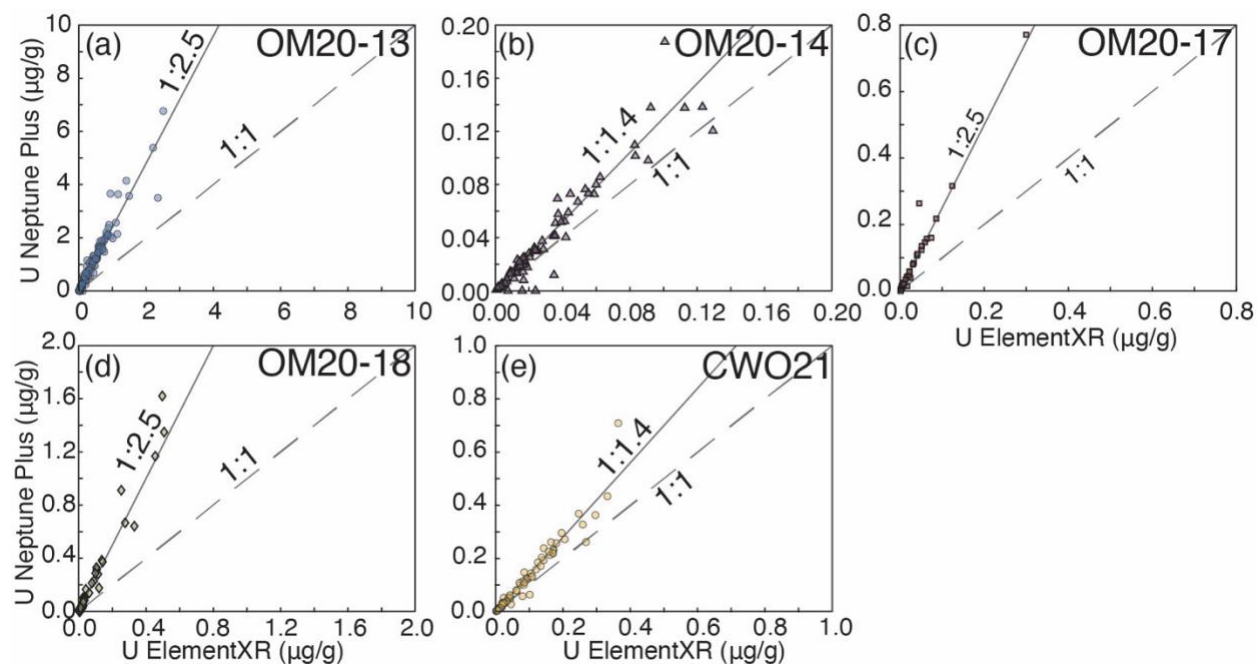 U Neptune Plus (µg/g)
10
8
6
4
2
0
(a)
OM20-13
1:2.5
1:1
0 2 4 6 8 10
0.20
0.16
0.12
0.08
0.04
0.00
(b)
OM20-14
1:1.4
1:1
0.00 0.04 0.08 0.12 0.16 0.20
0.8
0.6
0.4
0.2
0.0
(c)
OM20-17
1:2.5
1:1
0.0 0.2 0.4 0.6 0.8
U ElementXR (µg/g)
U Neptune Plus (µg/g)
2.0
1.6
1.2
0.8
0.4
0.0
(d)
OM20-18
1:2.5
1:1
0.0 0.4 0.8 1.2 1.6 2.0
U ElementXR (µg/g)
1.0
0.8
0.6
0.4
0.2
0.0
(e)
CWO21
1:1.4
1:1
0.0 0.2 0.4 0.6 0.8 1.0
U ElementXR (µg/g)